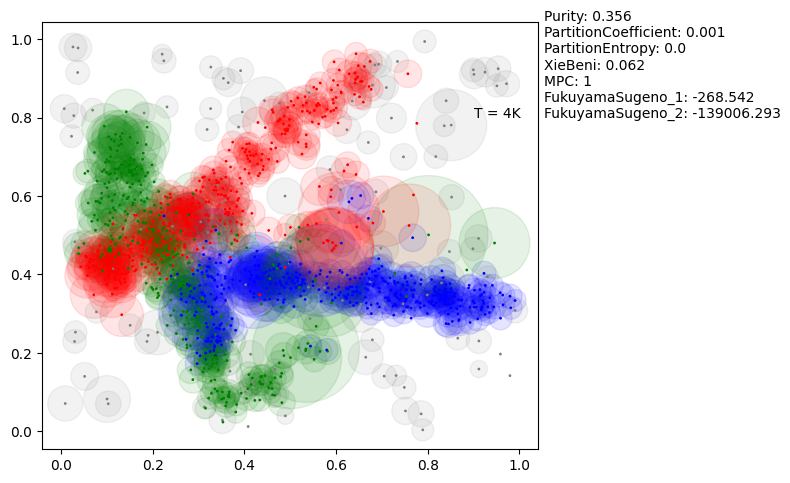 Purity: 0.356
PartitionCoefficient: 0.001
PartitionEntropy: 0.0
XieBeni: 0.062
MPC: 1
FukuyamaSugeno_1: -268.542
FukuyamaSugeno_2: -139006.293
T = 4K
1.0
0.8
0.6
0.4
0.2
0.0
0.0 0.2 0.4 0.6 0.8 1.0